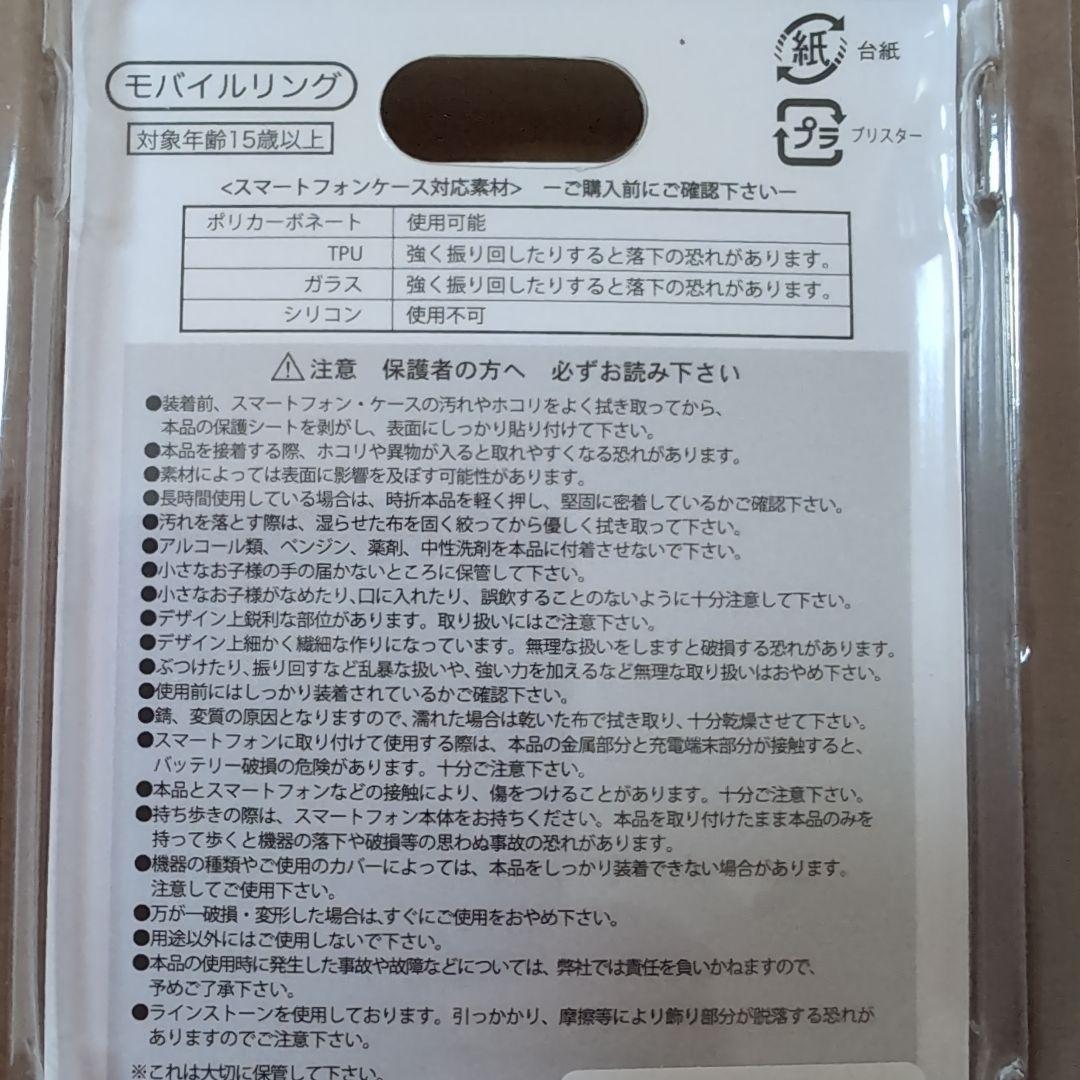 モバイルリング
対象年齢15歳以上
紙 台紙
プラ ブリスター
<スマートフォンケース対応素材> ーご購入前にご確認下さいー
ポリカーボネート 使用可能
TPU 強く振り回したりすると落下の恐れがあります。
ガラス 強く振り回したりすると落下の恐れがあります。
シリコン 使用不可
⚠注意 保護者の方へ 必ずお読み下さい
●装着前、スマートフォン・ケースの汚れやホコリをよく拭き取ってから、
本品の保護シートを剥がし、表面にしっかり貼り付けて下さい。
●本品を接着する際、ホコリや異物が入ると取れやすくなる恐れがあります。
●素材によっては表面に影響を及ぼす可能性があります。
●長時間使用している場合は、時折本品を軽く押し、堅固に密着しているかご確認下さい。
●汚れを落とす際は、湿らせた布を固く絞ってから優しく拭き取って下さい。
●アルコール類、ベンジン、薬剤、中性洗剤を本品に付着させないで下さい。
●小さなお子様の手の届かないところに保管して下さい。
●小さなお子様がなめたり、口に入れたり、誤飲することのないように十分注意して下さい。
●デザイン上鋭利な部位があります。取り扱いにはご注意下さい。
●デザイン上細かく繊細な作りになっています。無理な扱いをしますと破損する恐れがあります。
●ぶつけたり、振り回すなど乱暴な扱いや、強い力を加えるなど無理な取り扱いはおやめ下さい。
●使用前にはしっかり装着されているかご確認下さい。
●錆、変質の原因となりますので、濡れた場合は乾いた布で拭き取り、十分乾燥させて下さい。
●スマートフォンに取り付けて使用する際は、本品の金属部分と充電端末部分が接触すると、
バッテリー破損の危険があります。十分ご注意下さい。
●本品とスマートフォンなどの接触により、傷をつけることがあります。十分ご注意下さい。
●持ち歩きの際は、スマートフォン本体をお持ちください。本品を取り付けたまま本品のみを
持って歩くと機器の落下や破損等の思わぬ事故の恐れがあります。
●機器の種類やご使用のカバーによっては、本品をしっかり装着できない場合があります。
注意してご使用下さい。
●万が一破損・変形した場合は、すぐにご使用をおやめ下さい。
●用途以外にはご使用しないで下さい。
●本品の使用時に発生した事故や故障などについては、弊社では責任を負いかねますので、
予めご了承下さい。
●ラインストーンを使用しております。引っかかり、摩擦等により飾り部分が脱落する恐れが
ありますのでご注意下さい。
※これは大切に保管して下さい。